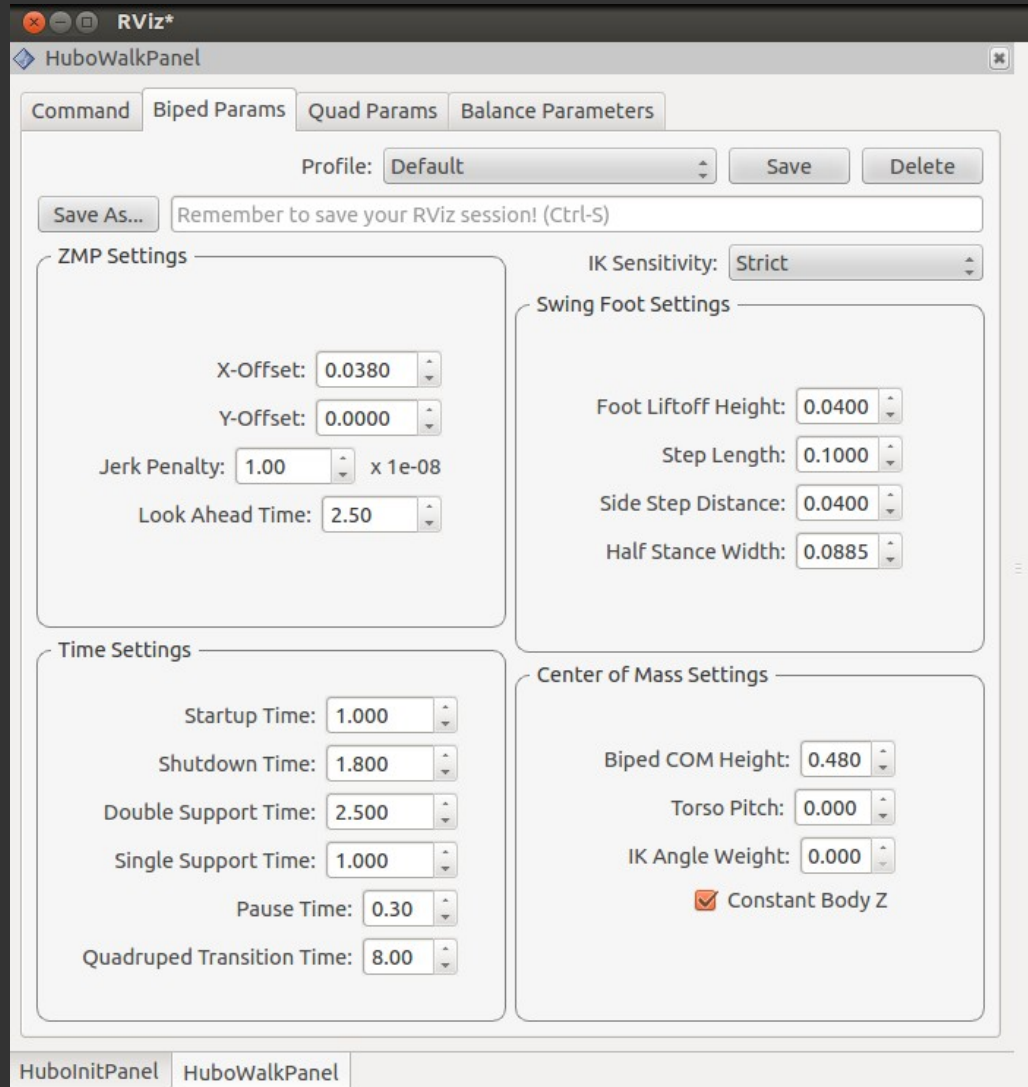 RViz*
HuboWalkPanel
Command Biped Params Quad Params Balance Parameters
Profile: Default Save Delete
Save As... Remember to save your RViz session! (Ctrl-S)
ZMP Settings
X-Offset: 0.0380
Y-Offset: 0.0000
Jerk Penalty: 1.00 x 1e-08
Look Ahead Time: 2.50
IK Sensitivity: Strict
Swing Foot Settings
Foot Liftoff Height: 0.0400
Step Length: 0.1000
Side Step Distance: 0.0400
Half Stance Width: 0.0885
Time Settings
Startup Time: 1.000
Shutdown Time: 1.800
Double Support Time: 2.500
Single Support Time: 1.000
Pause Time: 0.30
Quadruped Transition Time: 8.00
Center of Mass Settings
Biped COM Height: 0.480
Torso Pitch: 0.000
IK Angle Weight: 0.000
Constant Body Z
HuboInitPanel HuboWalkPanel